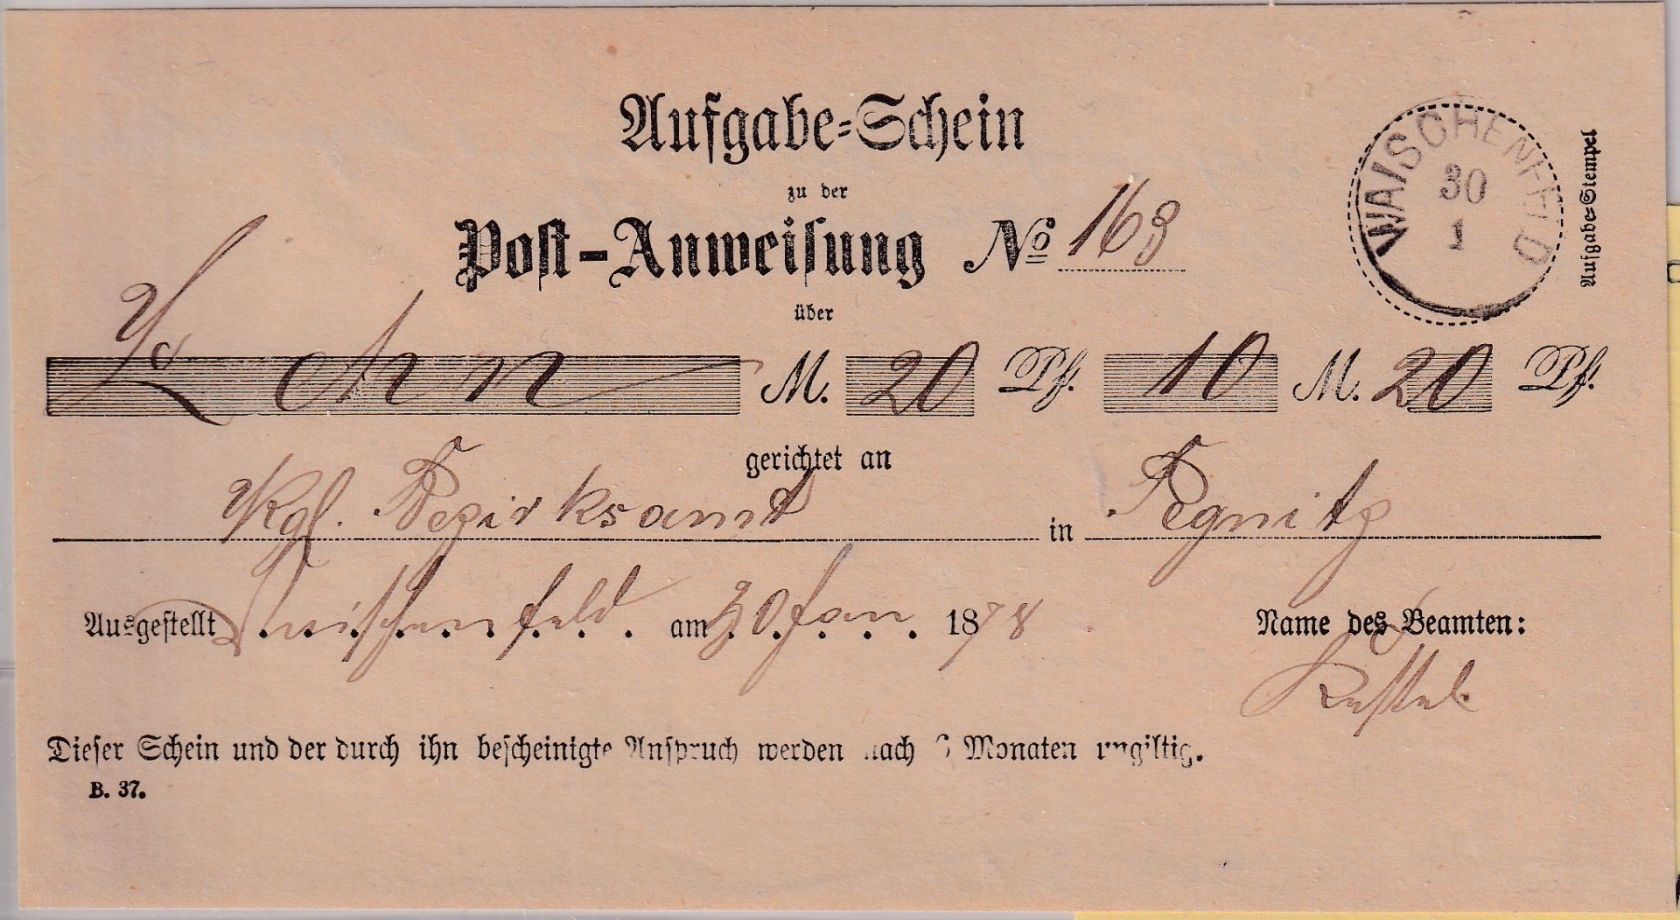 Aufgabe-Schein
zu der
Post-Anweisung No 163
über
Zehn M. 20 Pf. 10 M. 20 Pf.
gerichtet an
Kgl. Bezirksamt in Pegnitz
Ausgestellt Waischenfeld am 30 Jan 1878
Name des Beamten:
Dieser Schein und der durch ihn bescheinigte Anspruch werden nach 6 Monaten ungiltig.
B. 37.
WAISCHENFELD
30
1
Aufgabe-Stempel